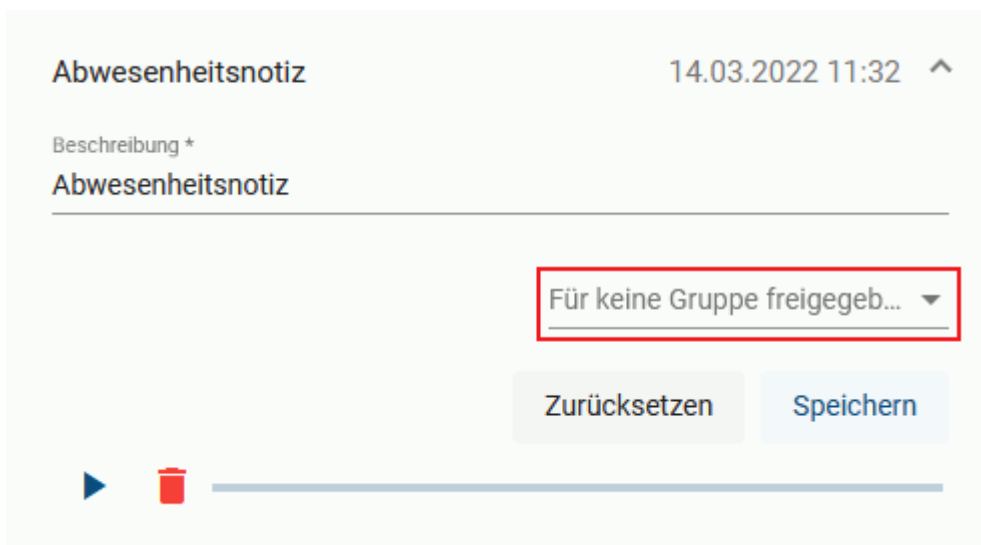 Abwesenheitsnotiz 14.03.2022 11:32
Beschreibung *
Abwesenheitsnotiz
Für keine Gruppe freigegeb...
Zurücksetzen Speichern